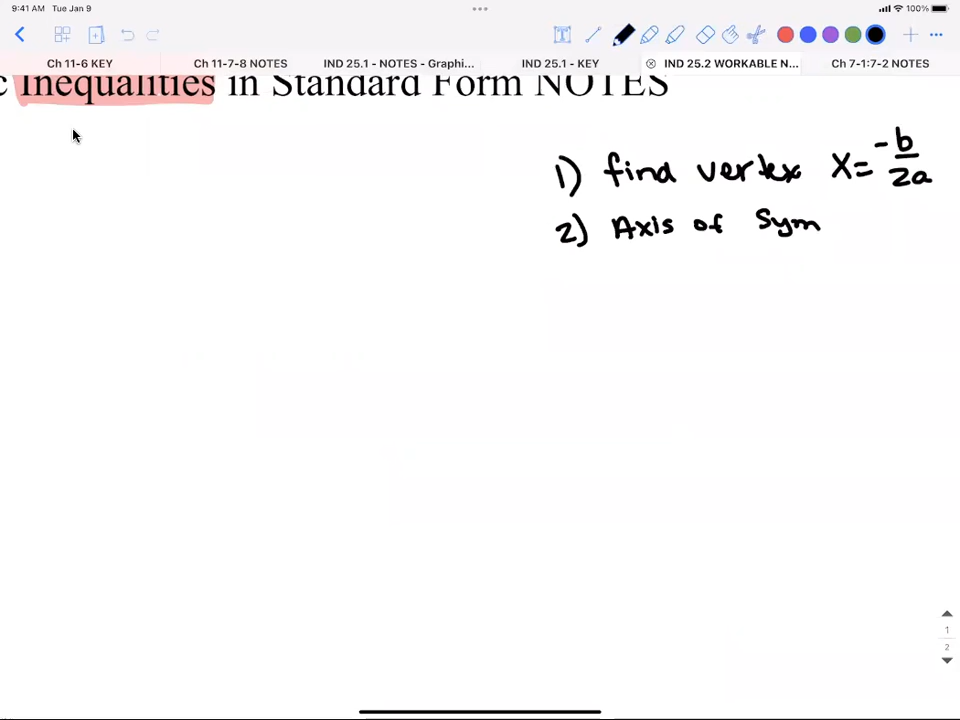 9:41 AM Tue Jan 9
100%
Ch 11-6 KEY Ch 11-7-8 NOTES IND 25.1 - NOTES - Graphi... IND 25.1 - KEY IND 25.2 WORKABLE N... Ch 7-1:7-2 NOTES
c Inequalities in Standard Form NOTES
1) find vertex x = -b/2a
2) Axis of Sym
1
2